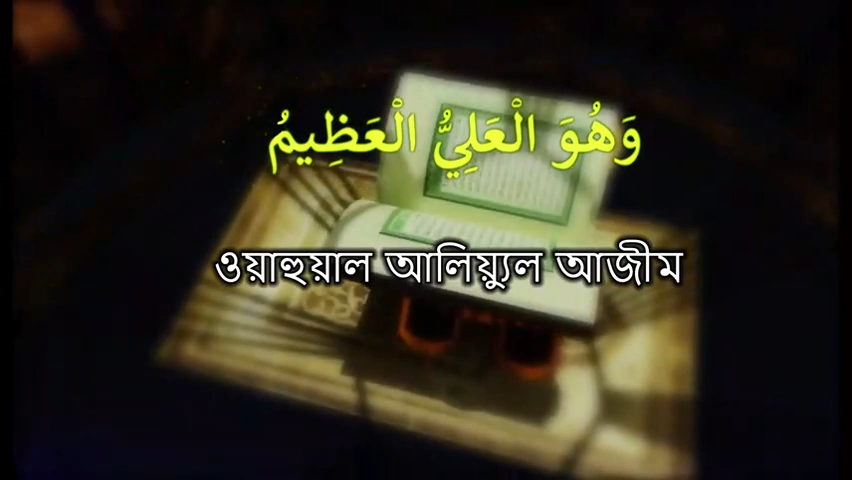 وَهُوَ الْعَلِيُّ الْعَظِيمُ
ওয়াহুয়াল আলিয়্যুল আজীম